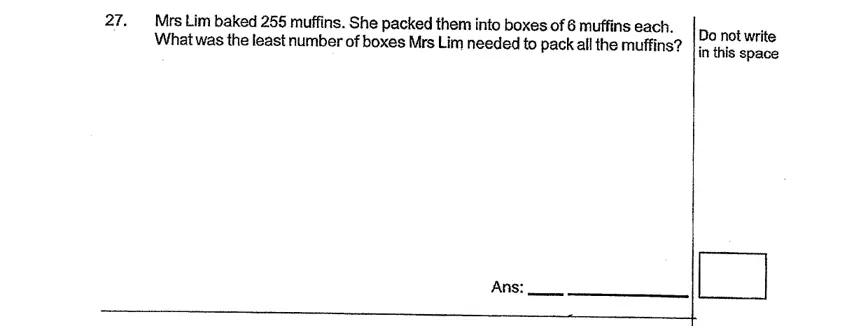 27. Mrs Lim baked 255 muffins. She packed them into boxes of 6 muffins each.
What was the least number of boxes Mrs Lim needed to pack all the muffins?
Do not write
in this space
Ans: